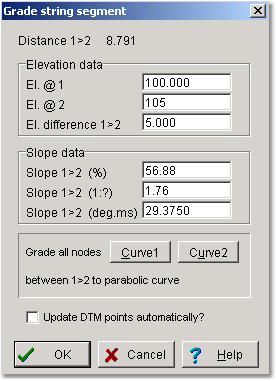 Grade string segment
Distance 1>2 8.791
Elevation data
El. @ 1 100.000
El. @ 2 105
El. difference 1>2 5.000
Slope data
Slope 1>2 (%) 56.88
Slope 1>2 (1:?) 1.76
Slope 1>2 (deg.ms) 29.3750
Grade all nodes Curve1 Curve2
between 1>2 to parabolic curve
Update DTM points automatically?
OK Cancel ? Help